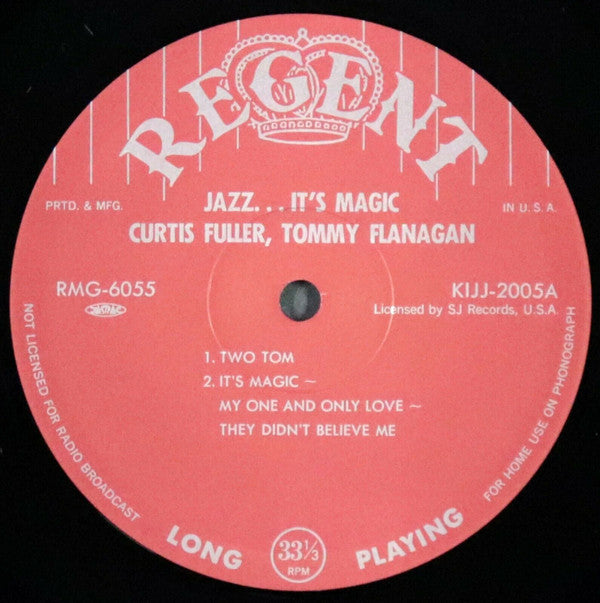 REGENT
PRTD. & MFG.
IN U.S.A.
JAZZ...IT'S MAGIC
CURTIS FULLER, TOMMY FLANAGAN
RMG-6055
KIJJ-2005A
Licensed by SJ Records, U.S.A.
1. TWO TOM
2. IT'S MAGIC ~
MY ONE AND ONLY LOVE ~
THEY DIDN'T BELIEVE ME
NOT LICENSED FOR RADIO BROADCAST
FOR HOME USE ON PHONOGRAPH
LONG PLAYING
33 1/3
RPM